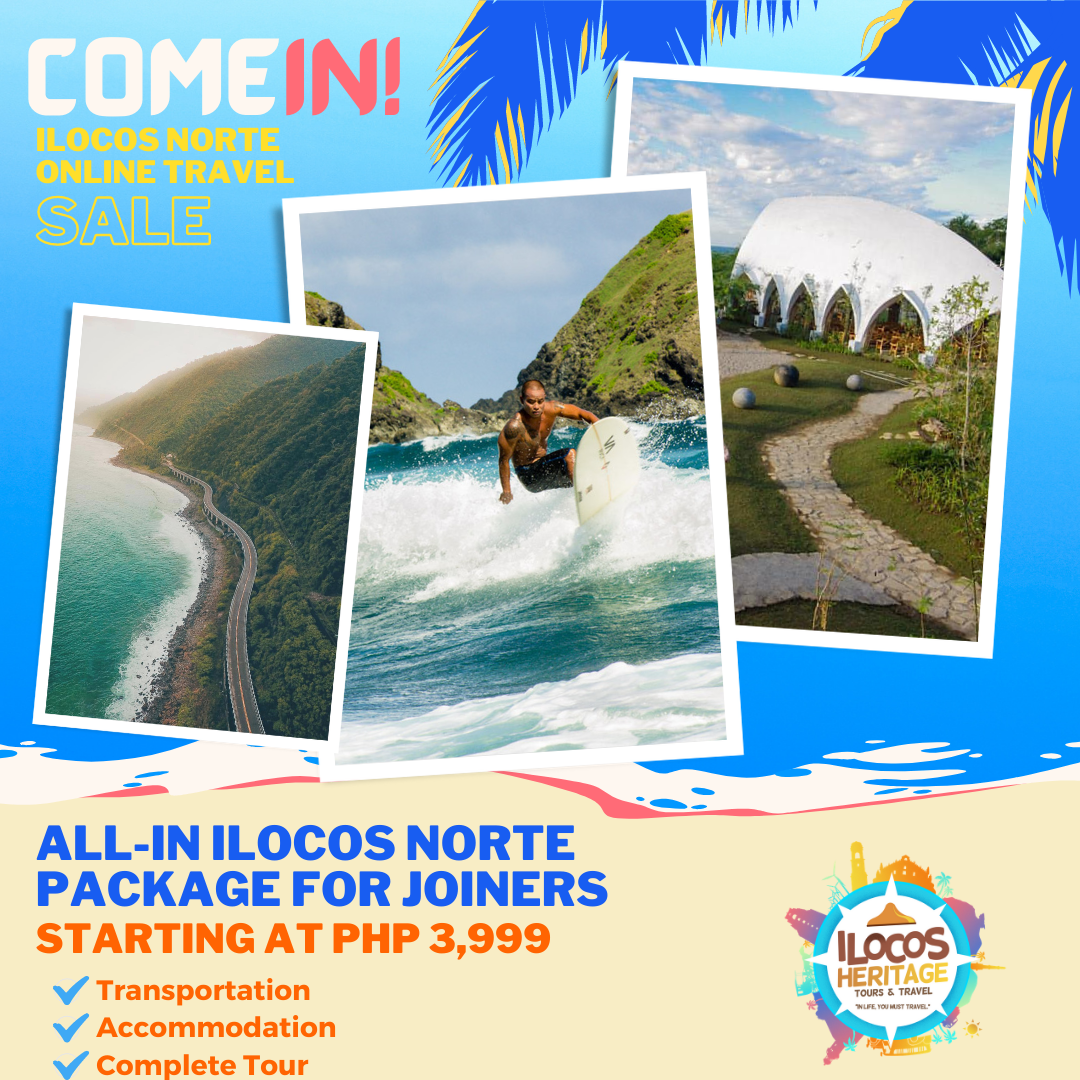 COMEIN!
ILOCOS NORTE
ONLINE TRAVEL
SALE
ALL-IN ILOCOS NORTE
PACKAGE FOR JOINERS
STARTING AT PHP 3,999
Transportation
Accommodation
Complete Tour
ILOCOS
HERITAGE
TOURS & TRAVEL
"IN LIFE, YOU MUST TRAVEL."